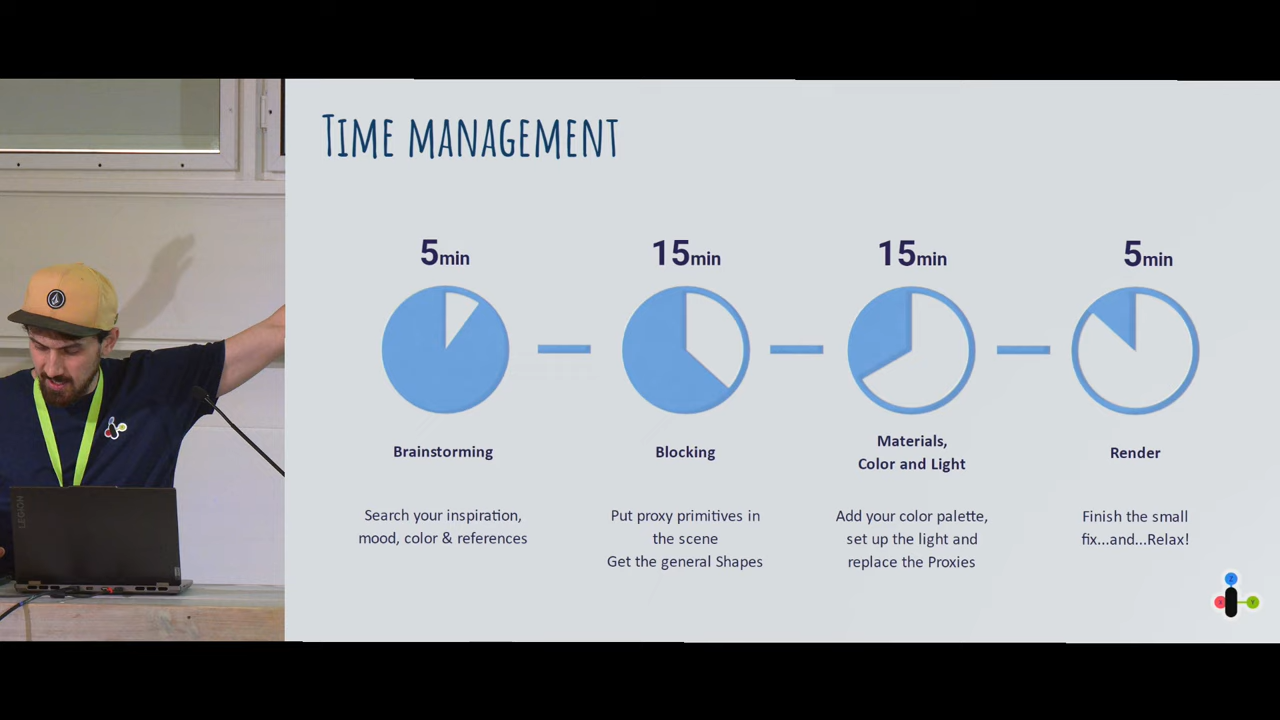 Time management
5min
15min
15min
5min
Brainstorming
Blocking
Materials,
Color and Light
Render
Search your inspiration,
mood, color & references
Put proxy primitives in
the scene
Get the general Shapes
Add your color palette,
set up the light and
replace the Proxies
Finish the small
fix...and...Relax!
LEGION
Z
Y